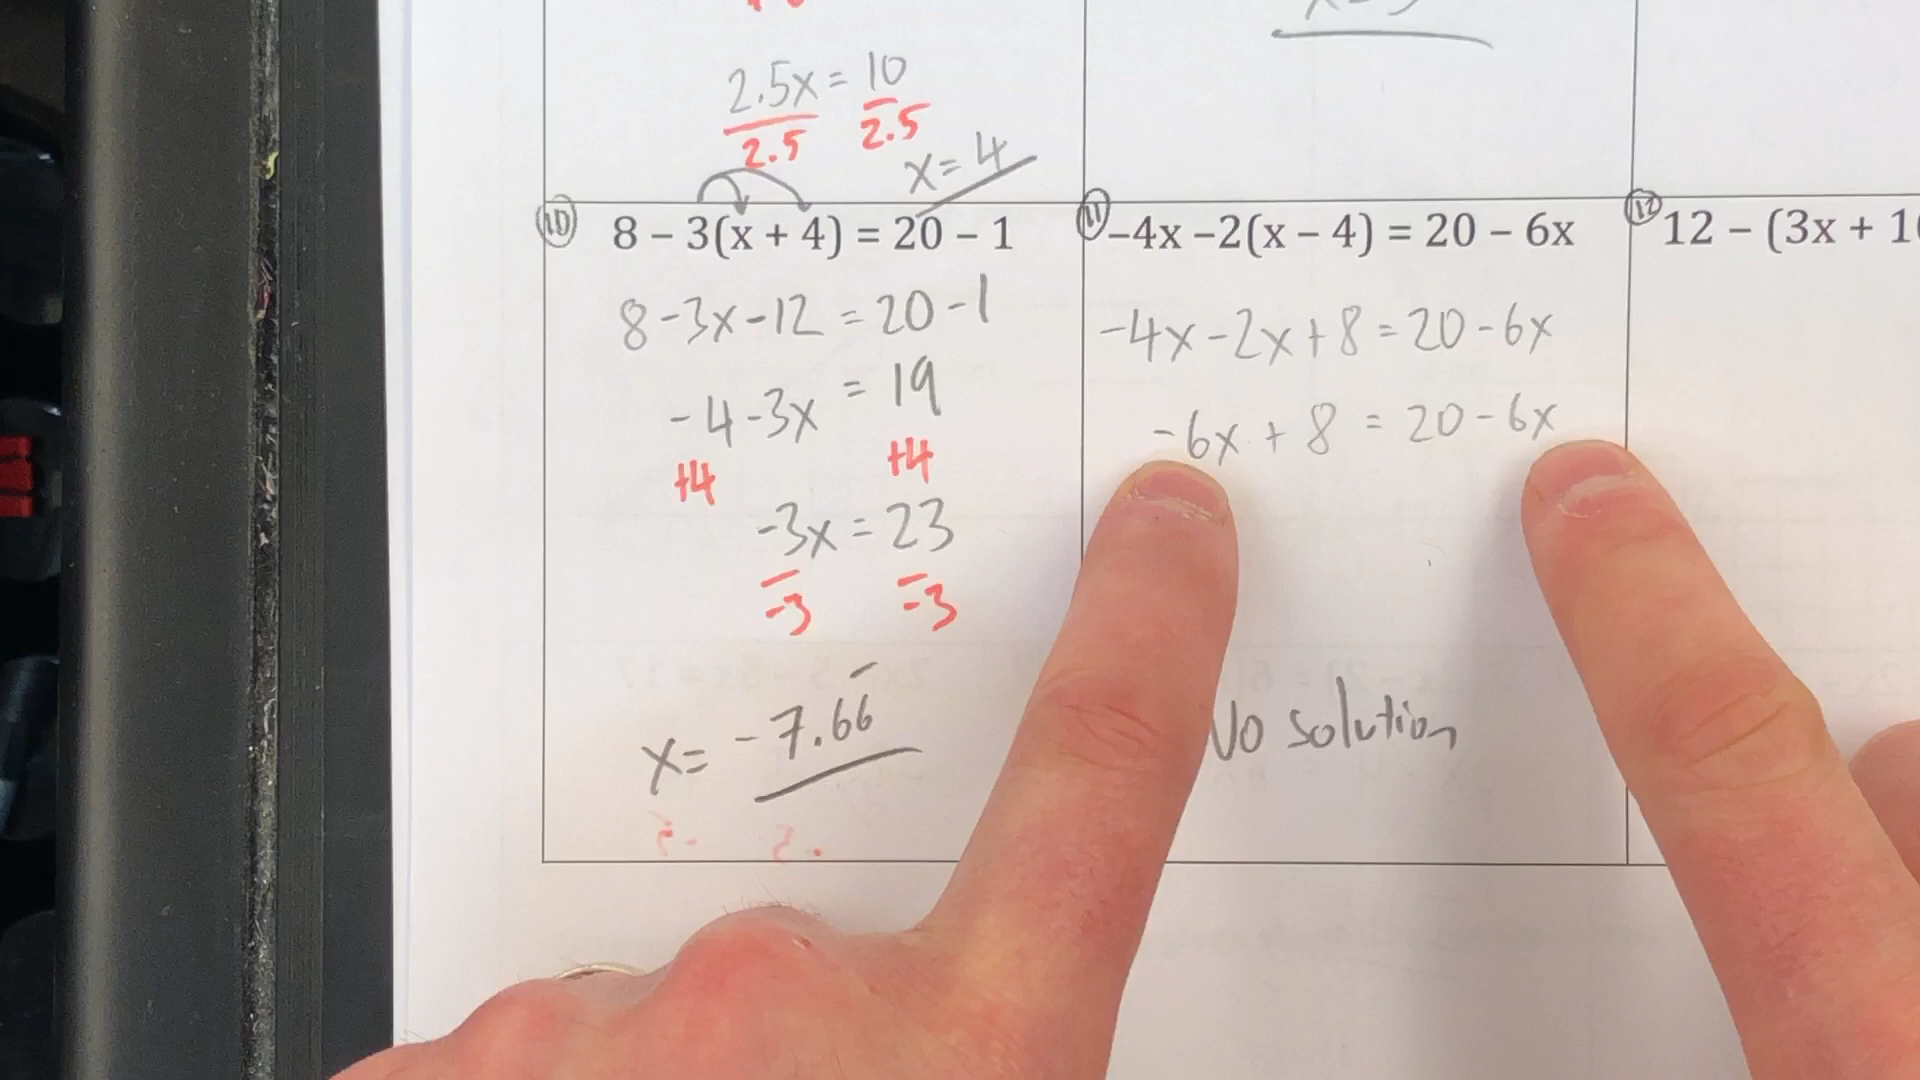 2.5x = 10
2.5 2.5
x = 4
10 8 – 3(x + 4) = 20 – 1
8 - 3x - 12 = 20 - 1
-4 - 3x = 19
+4 +4
-3x = 23
-3 -3
x = -7.66
11 –4x –2(x – 4) = 20 – 6x
-4x - 2x + 8 = 20 - 6x
-6x + 8 = 20 - 6x
No solution
12 12 – (3x + 1